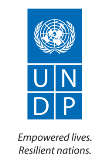 U N
D P
Empowered lives.
Resilient nations.